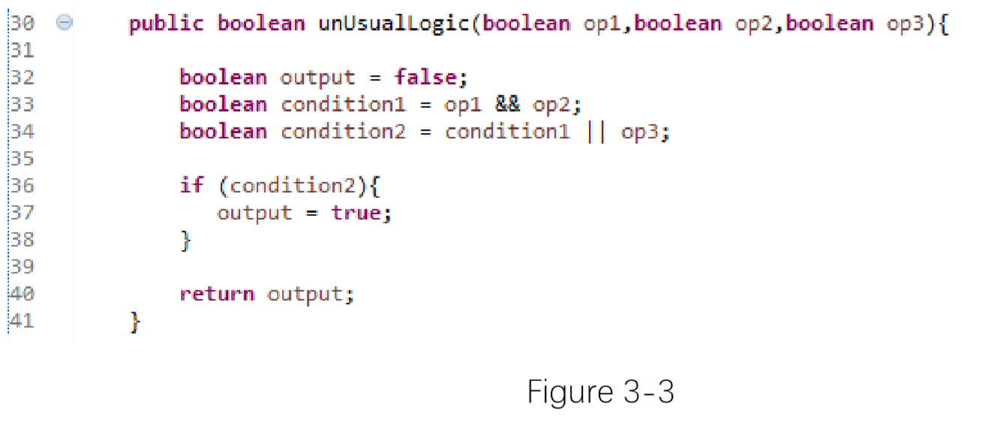 30 public boolean unUsualLogic(boolean op1,boolean op2,boolean op3){
31
32 boolean output = false;
33 boolean condition1 = op1 && op2;
34 boolean condition2 = condition1 || op3;
35
36 if (condition2){
37 output = true;
38 }
39
40 return output;
41 }
Figure 3-3